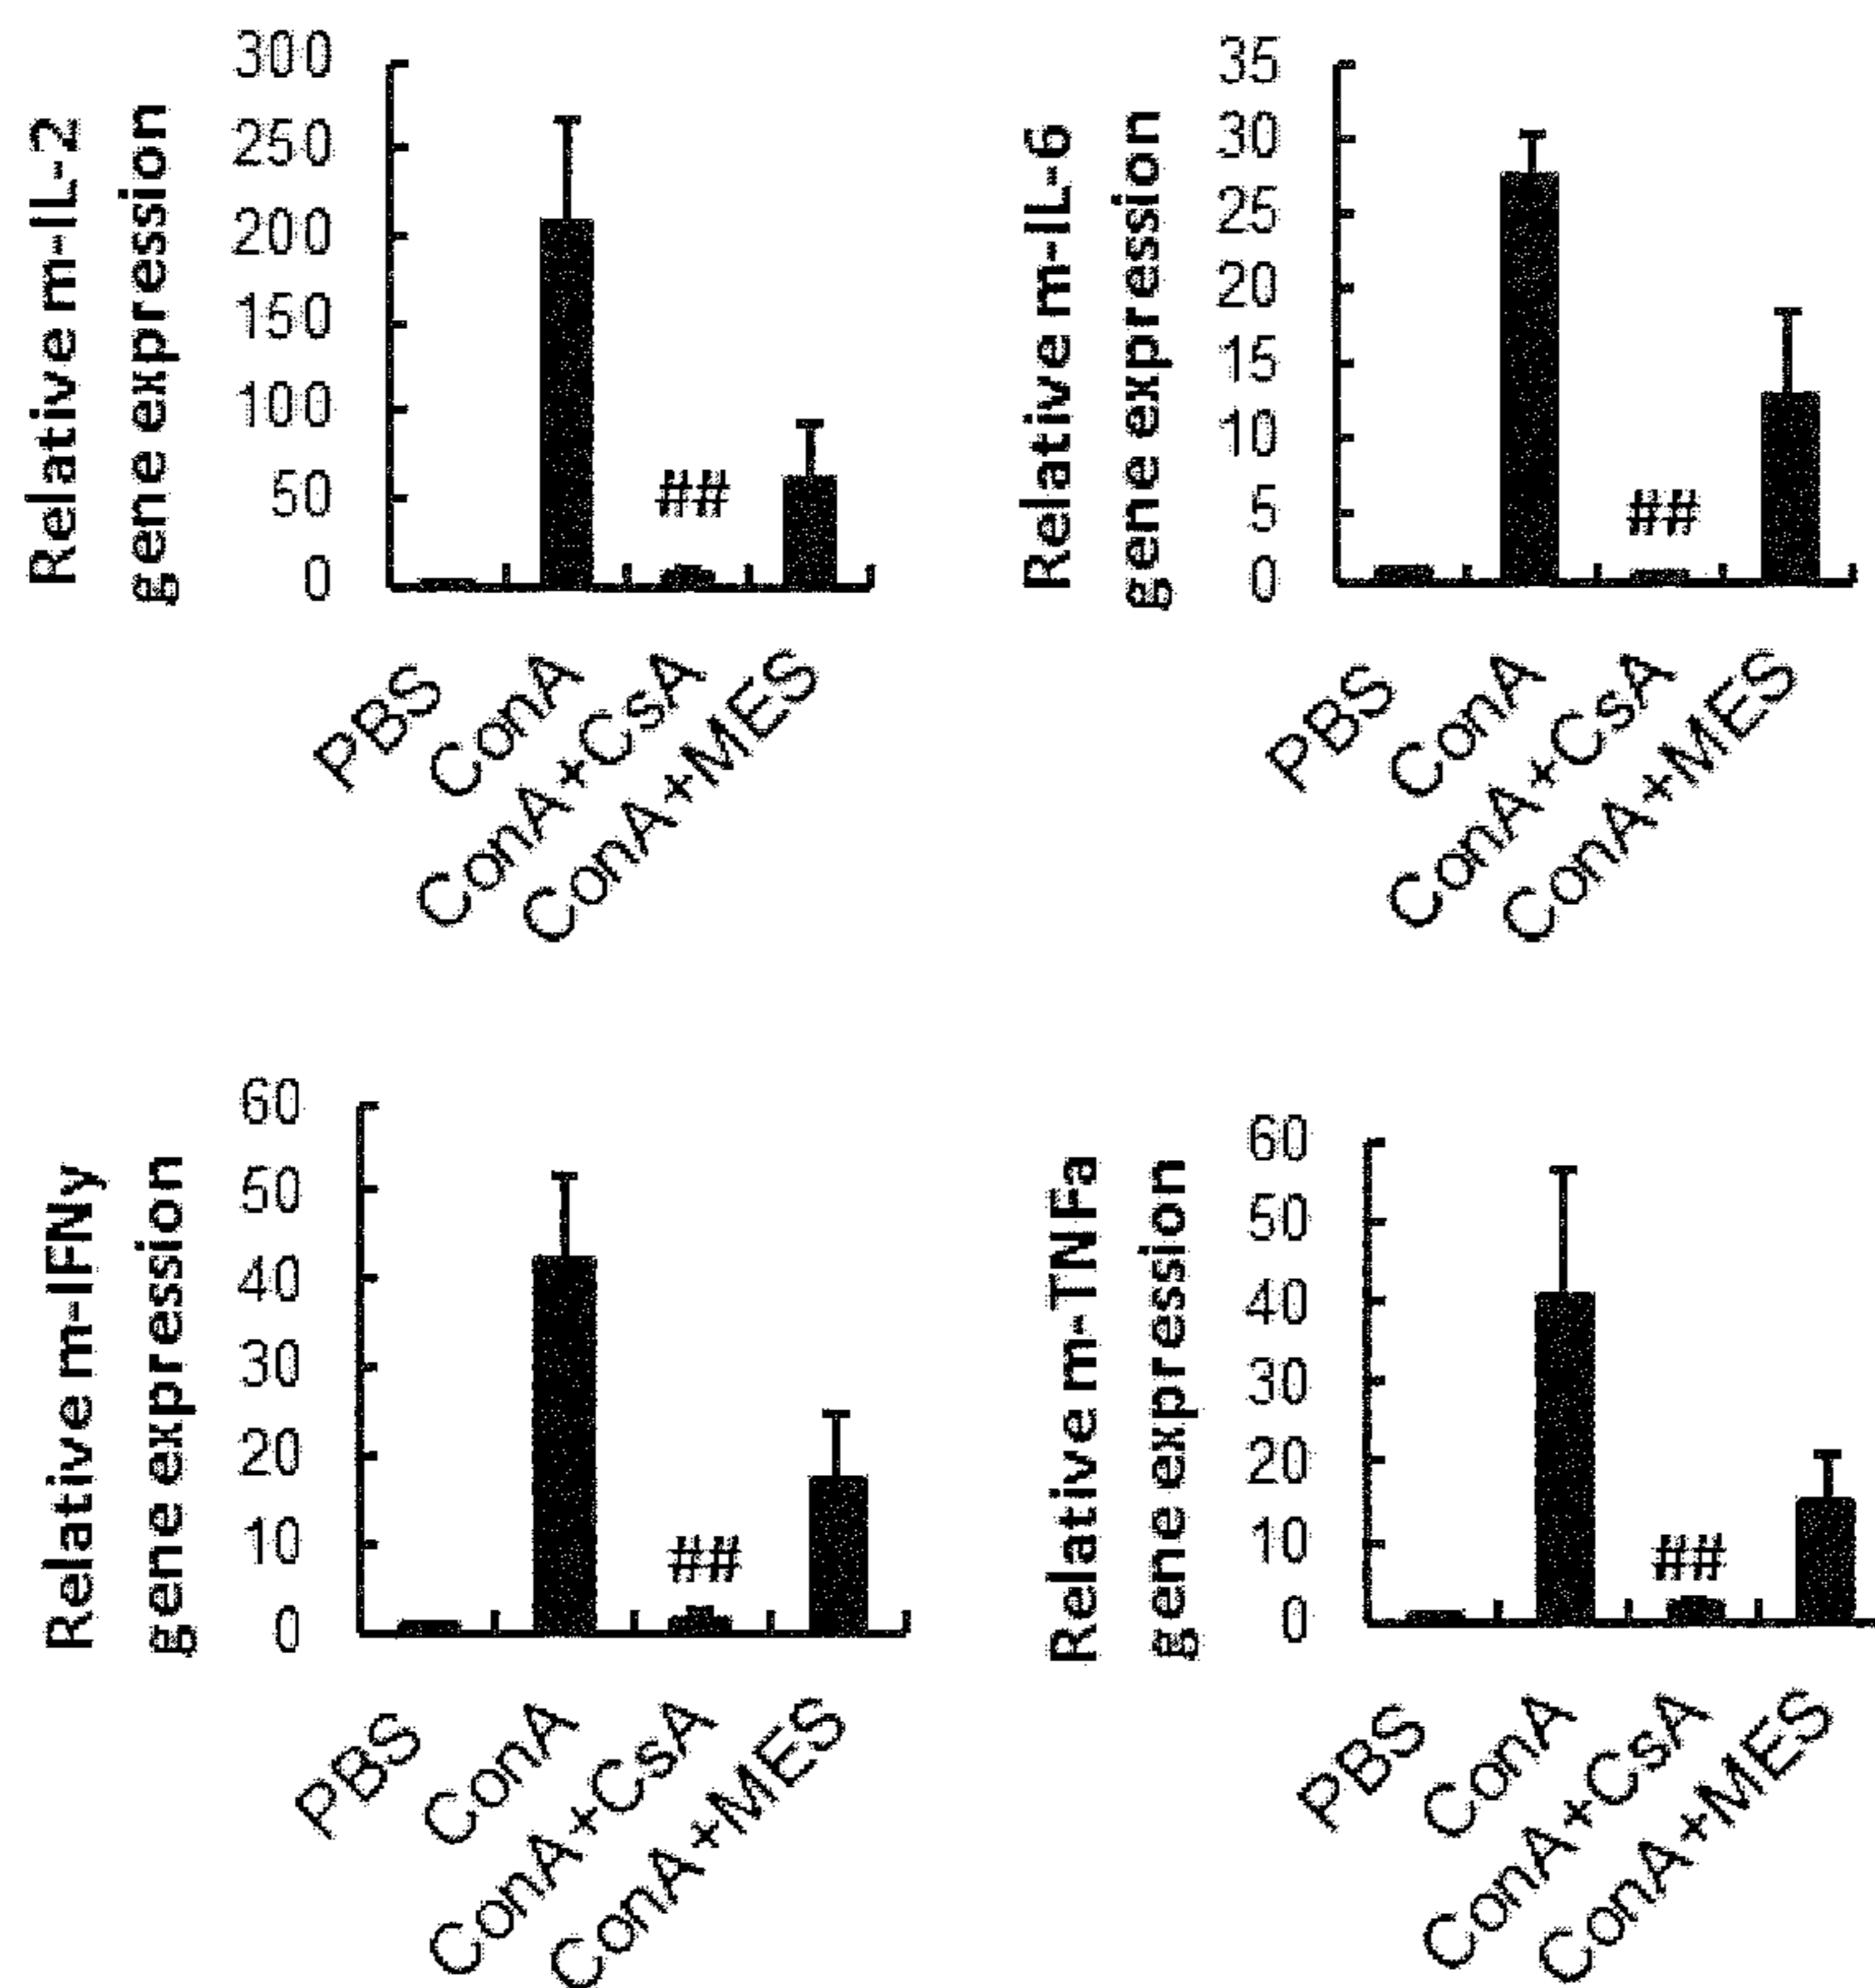 Relative m-IL-2
gene expression
300
250
200
150
100
50
0
##
PBS
ConA
ConA+CsA
ConA+MES
Relative m-IL-6
gene expression
35
30
25
20
15
10
5
0
##
PBS
ConA
ConA+CsA
ConA+MES
Relative m-IFNγ
gene expression
60
50
40
30
20
10
0
##
PBS
ConA
ConA+CsA
ConA+MES
Relative m-TNFa
gene expression
60
50
40
30
20
10
0
##
PBS
ConA
ConA+CsA
ConA+MES